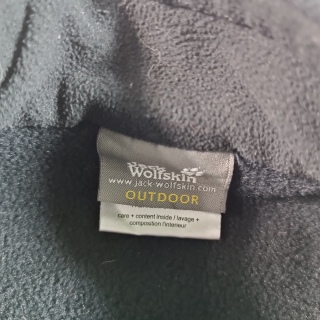 Jack
Wolfskin
www.jack-wolfskin.com
OUTDOOR
care + content inside / lavage +
composition / interieur